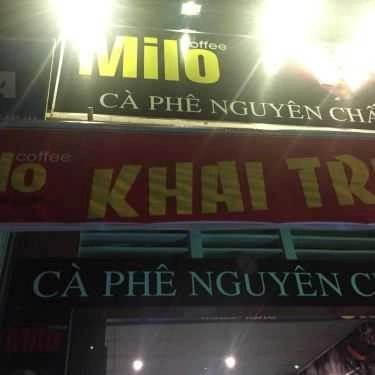 Milo coffee
CÀ PHÊ NGUYÊN CHẤ
A
lo coffee
KHAI TR
CÀ PHÊ NGUYÊN C